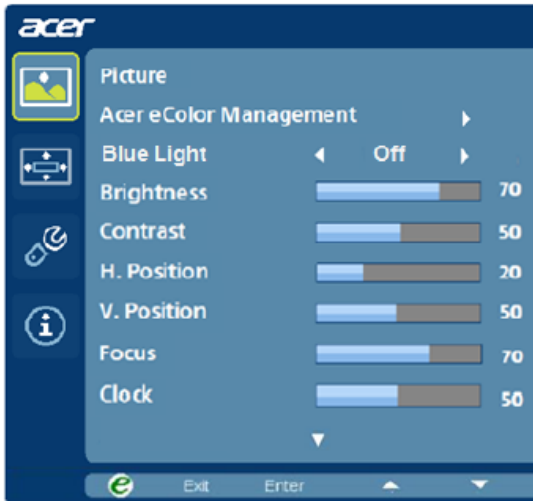 acer
Picture
Acer eColor Management
Blue Light Off
Brightness 70
Contrast 50
H. Position 20
V. Position 50
Focus 70
Clock 50
e Exit Enter